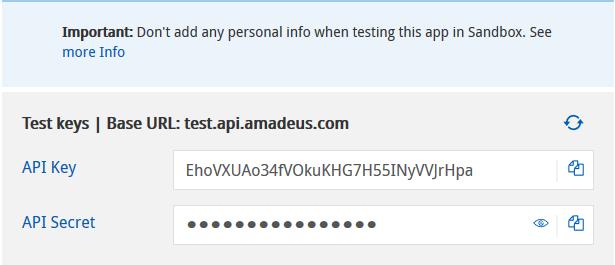 Important: Don't add any personal info when testing this app in Sandbox. See
more Info
Test keys | Base URL: test.api.amadeus.com
API Key
EhoVXUAo34fVOkuKHG7H55INyVVJrHpa
API Secret
●●●●●●●●●●●●●●●●